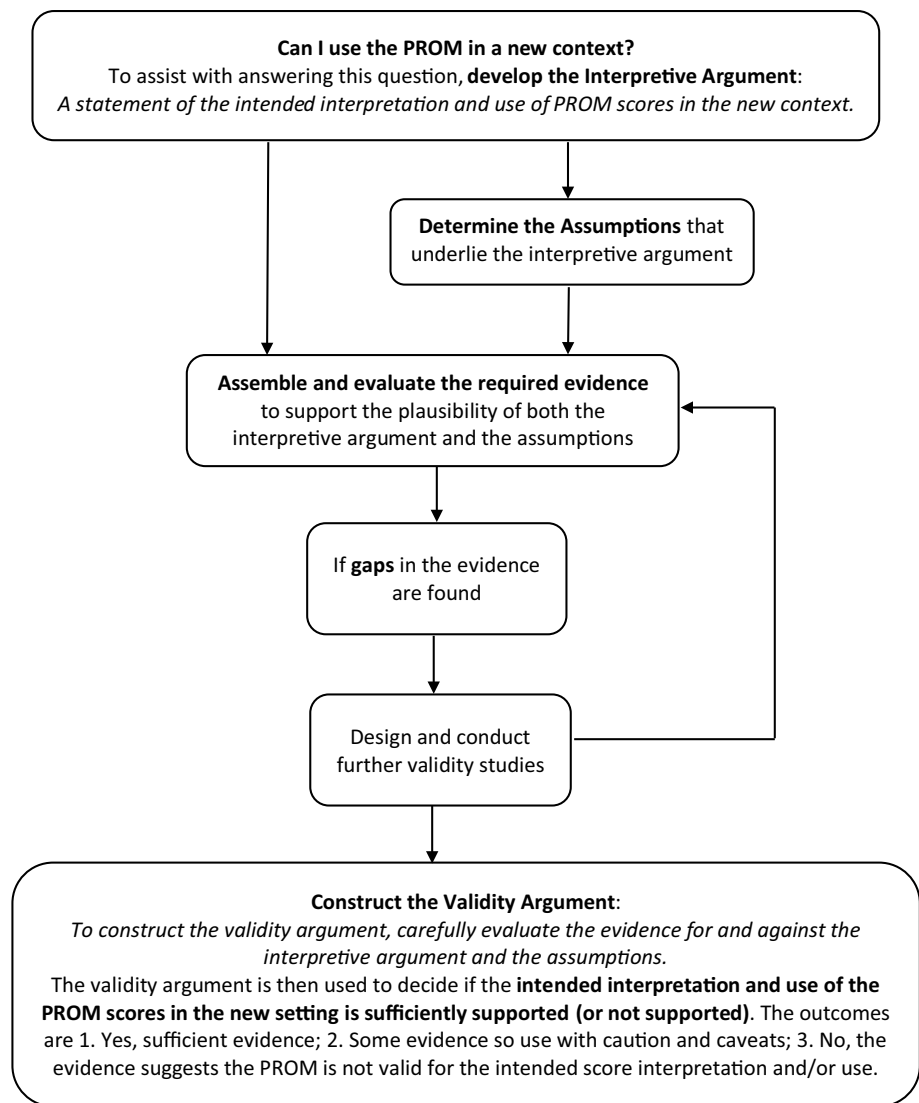 Can I use the PROM in a new context?
To assist with answering this question, develop the Interpretive Argument:
A statement of the intended interpretation and use of PROM scores in the new context.
Determine the Assumptions that
underlie the interpretive argument
Assemble and evaluate the required evidence
to support the plausibility of both the
interpretive argument and the assumptions
If gaps in the evidence
are found
Design and conduct
further validity studies
Construct the Validity Argument:
To construct the validity argument, carefully evaluate the evidence for and against the
interpretive argument and the assumptions.
The validity argument is then used to decide if the intended interpretation and use of the
PROM scores in the new setting is sufficiently supported (or not supported). The outcomes
are 1. Yes, sufficient evidence; 2. Some evidence so use with caution and caveats; 3. No, the
evidence suggests the PROM is not valid for the intended score interpretation and/or use.